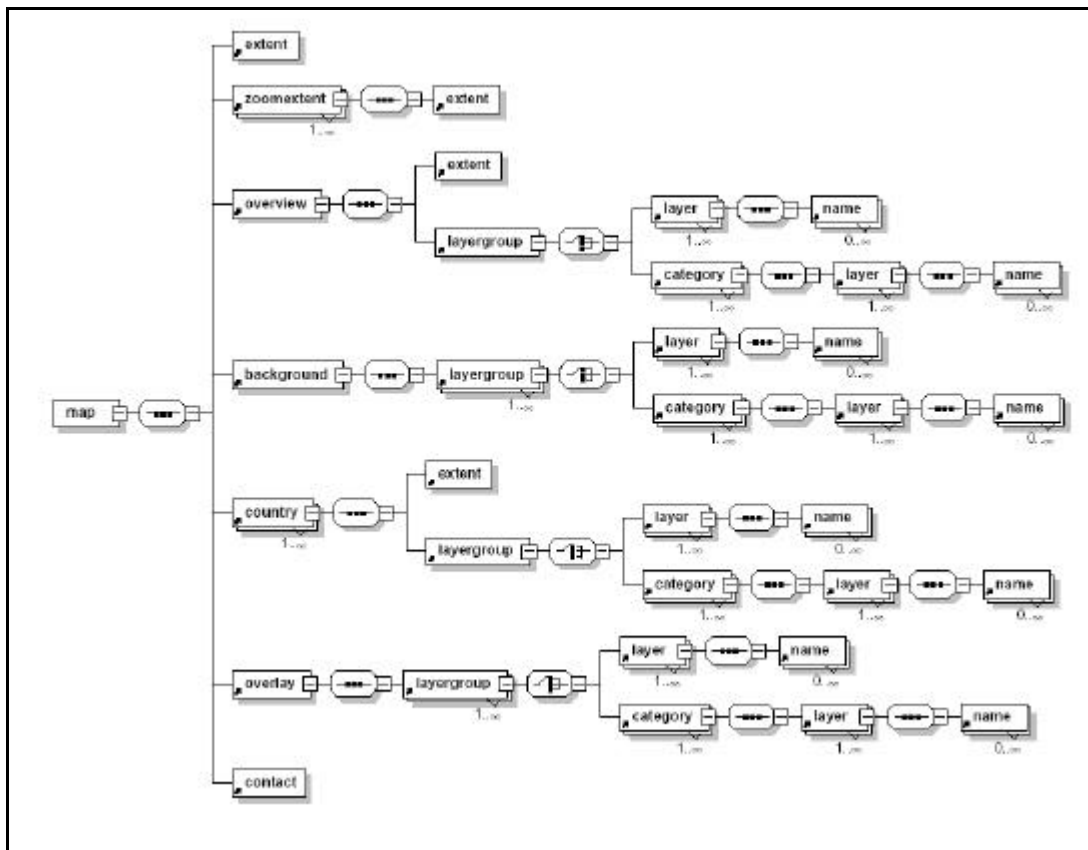 extent
zoomextent extent
1..∞
extent
overview layer name
1..∞ 0..∞
layergroup
category layer name
1..∞ 1..∞ 0..∞
layer name
1..∞ 0..∞
background layergroup
1..∞
category layer name
1..∞ 1..∞ 0..∞
map
extent
country layer name
1..∞ 1..∞ 0..∞
layergroup
category layer name
1..∞ 1..∞ 0..∞
layer name
1..∞ 0..∞
overlay layergroup
1..∞
category layer name
1..∞ 1..∞ 0..∞
contact